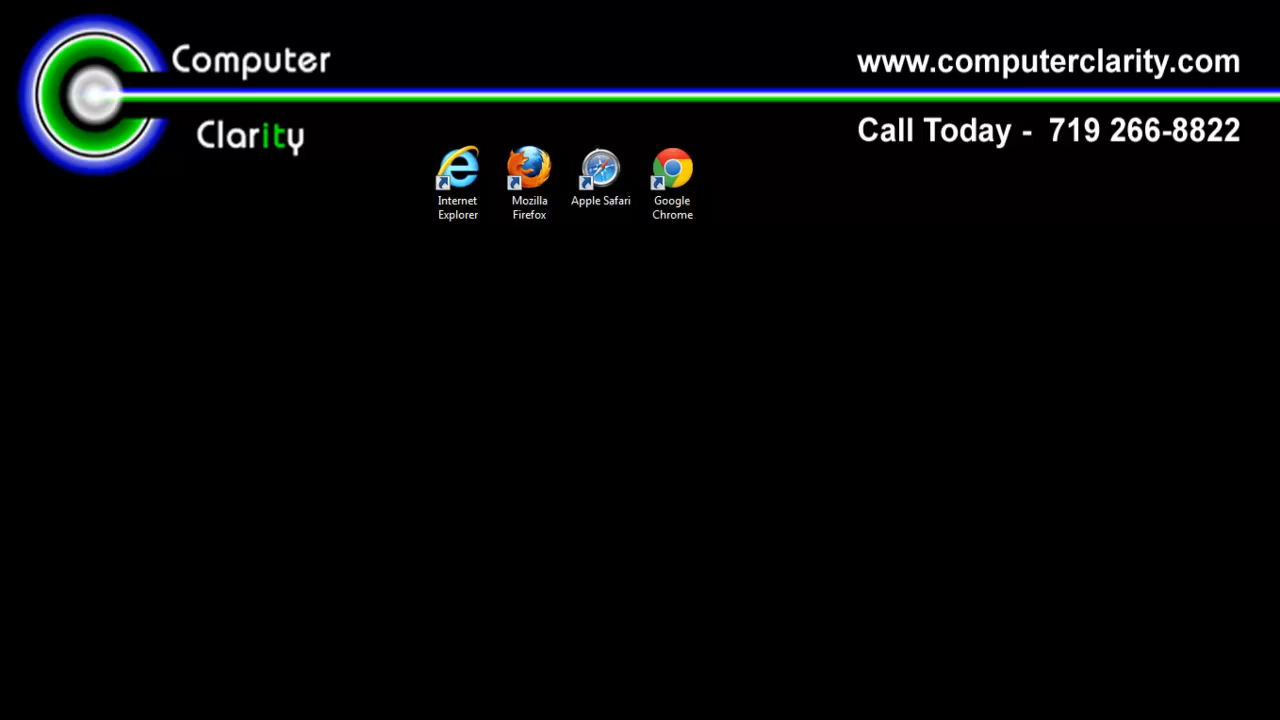 Computer
Clarity
www.computerclarity.com
Call Today - 719 266-8822
Internet
Explorer
Mozilla
Firefox
Apple Safari
Google
Chrome